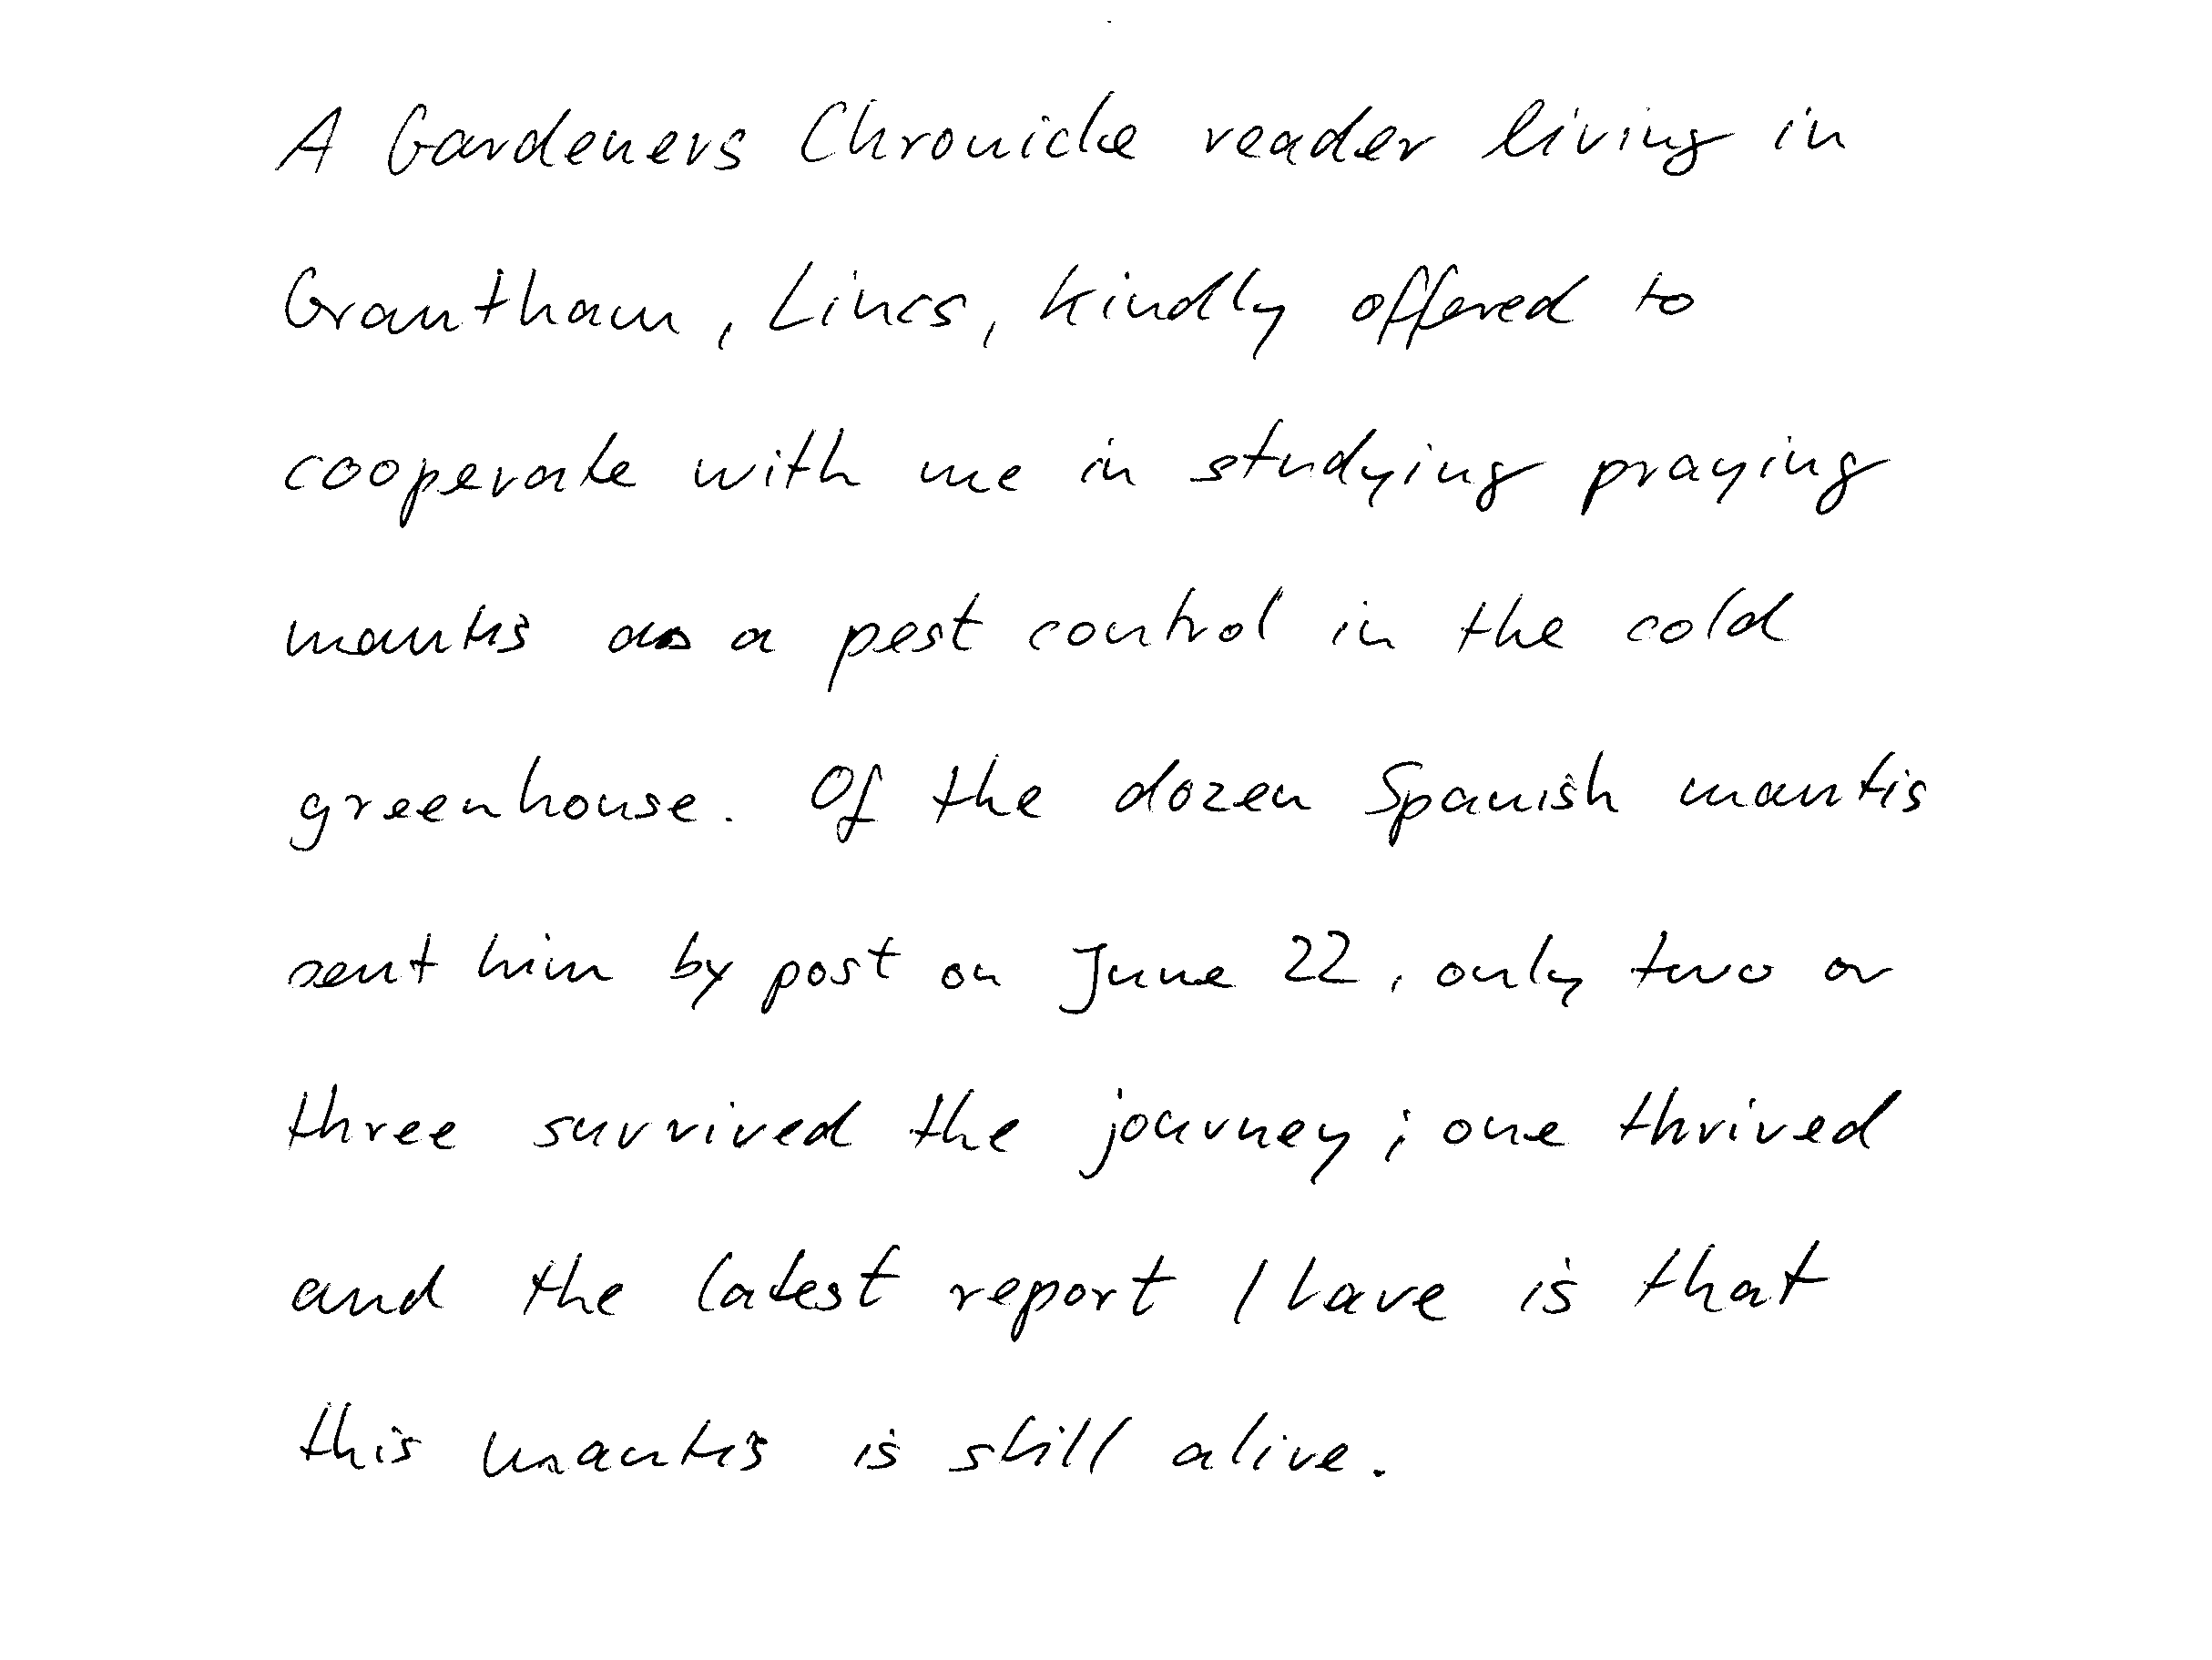 A Gardeners Chronicle reader living in
Grantham, Lincs, kindly offered to
cooperate with me in studying praying
mantis as a pest control in the cold
greenhouse. Of the dozen Spanish mantis
sent him by post on June 22, only two or
three survived the journey; one thrived
and the latest report I have is that
this mantis is still alive.